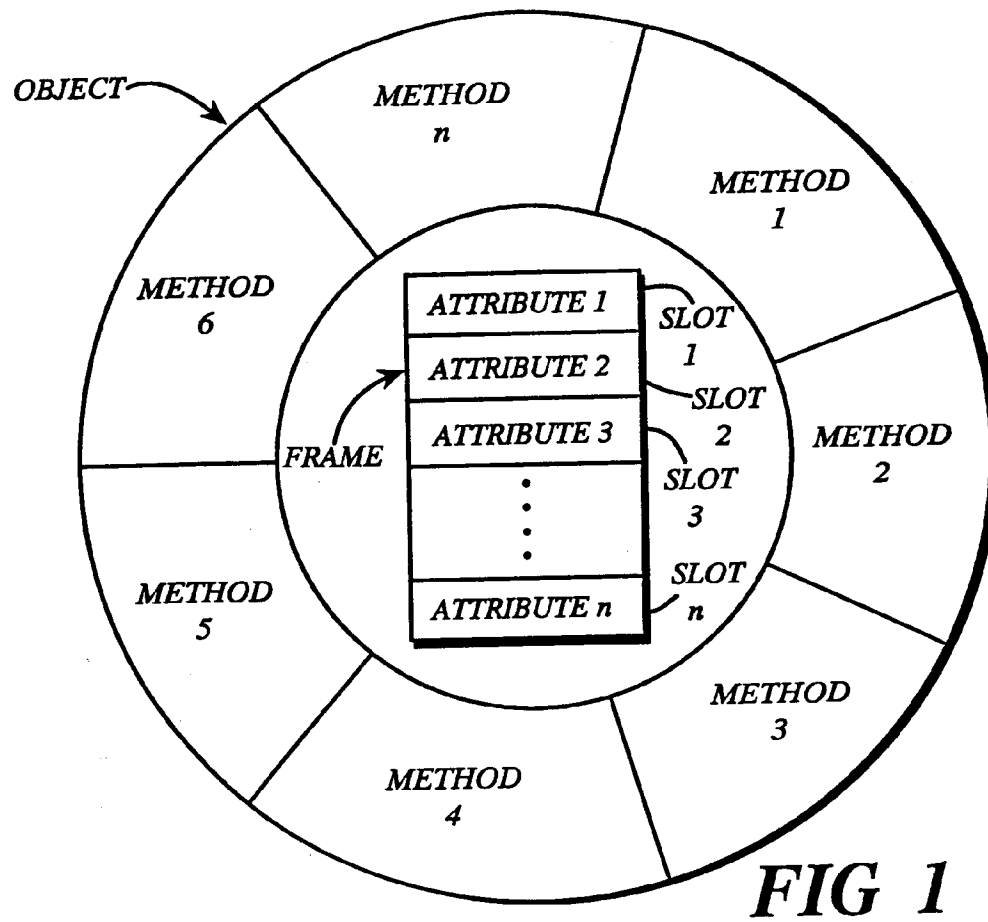 OBJECT
METHOD
n
METHOD
1
METHOD
6
ATTRIBUTE 1
SLOT
1
ATTRIBUTE 2
SLOT
2
METHOD
2
FRAME
ATTRIBUTE 3
SLOT
3
METHOD
5
ATTRIBUTE n
SLOT
n
METHOD
3
METHOD
4
FIG 1